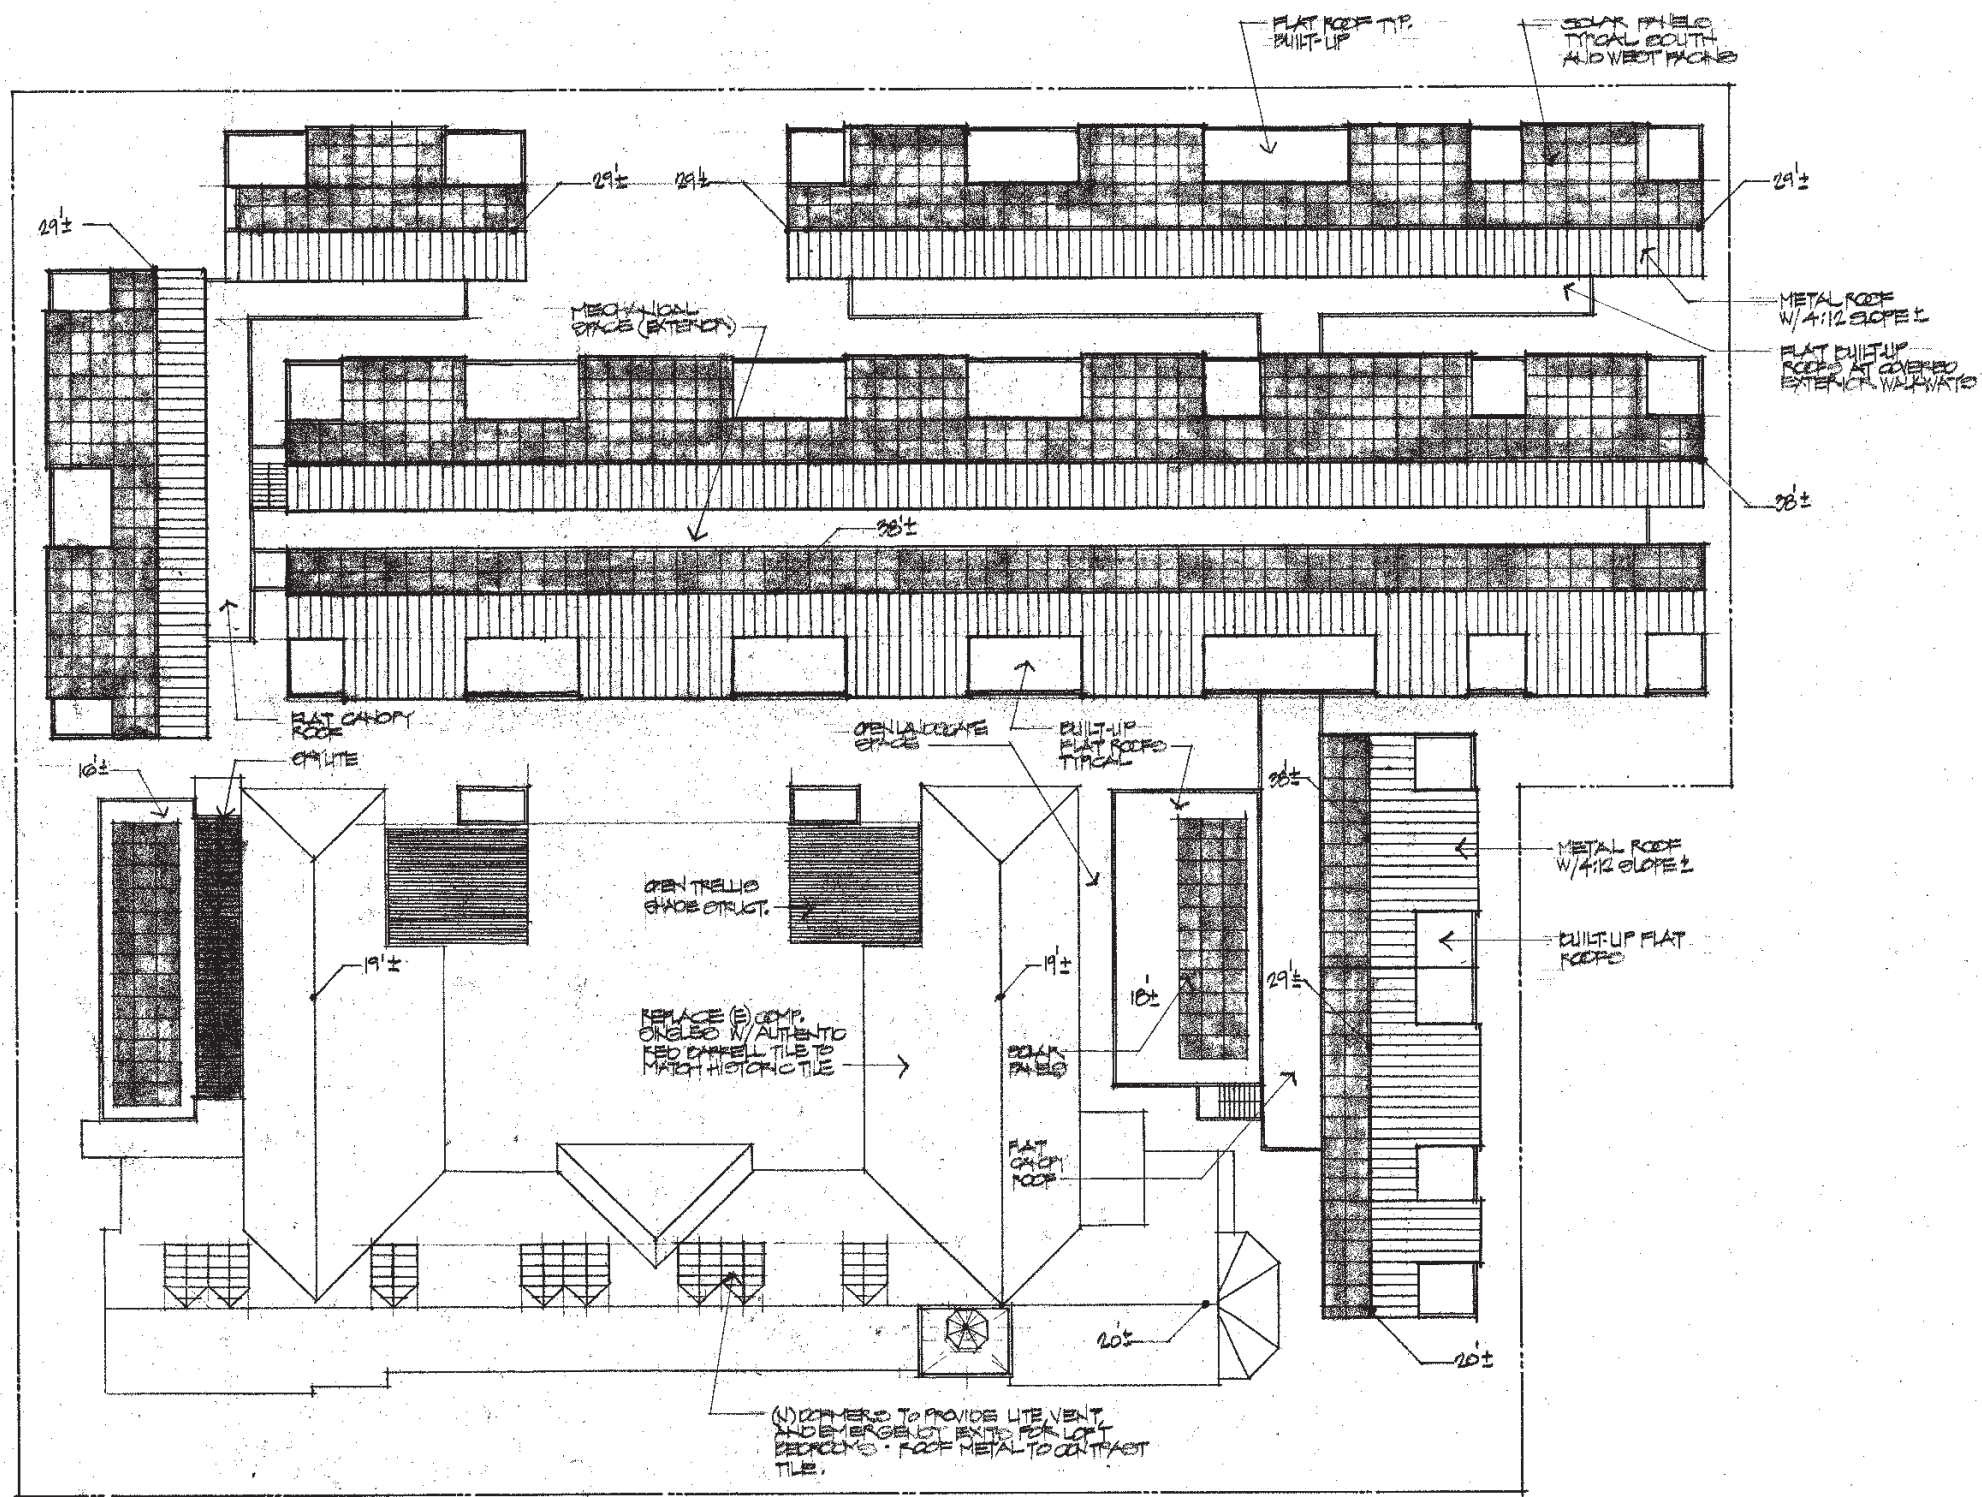 FLAT ROOF TYP.
BUILT-UP
SOLAR PANELS
TYPICAL SOUTH
AND WEST FACING
29'±
29'±
29'±
29'±
MECHANICAL
SPACE (EXTERIOR)
METAL ROOF
W/4:12 SLOPE ±
FLAT BUILT-UP
ROOFS AT COVERED
EXTERIOR WALKWAYS
38'±
38'±
FLAT CANOPY
ROOF
SKYLITE
OPEN LANDSCAPE
SPACE
BUILT-UP
FLAT ROOFS
TYPICAL
16'±
38'±
METAL ROOF
W/4:12 SLOPE ±
OPEN TRELLIS
SHADE STRUCT.
BUILT-UP FLAT
ROOFS
19'±
19'±
18'±
29'±
REPLACE (E) COMP.
SINGLES W/ AUTHENTIC
RED BARRELL TILE TO
MATCH HISTORIC TILE
SOLAR
PANELS
FLAT
CANOPY
ROOF
20'±
20'±
(N) DORMERS TO PROVIDE LITE, VENT,
AND EMERGENCY EXITS FOR LOFT
BEDROOMS · ROOF METAL TO CONTRAST
TILE.